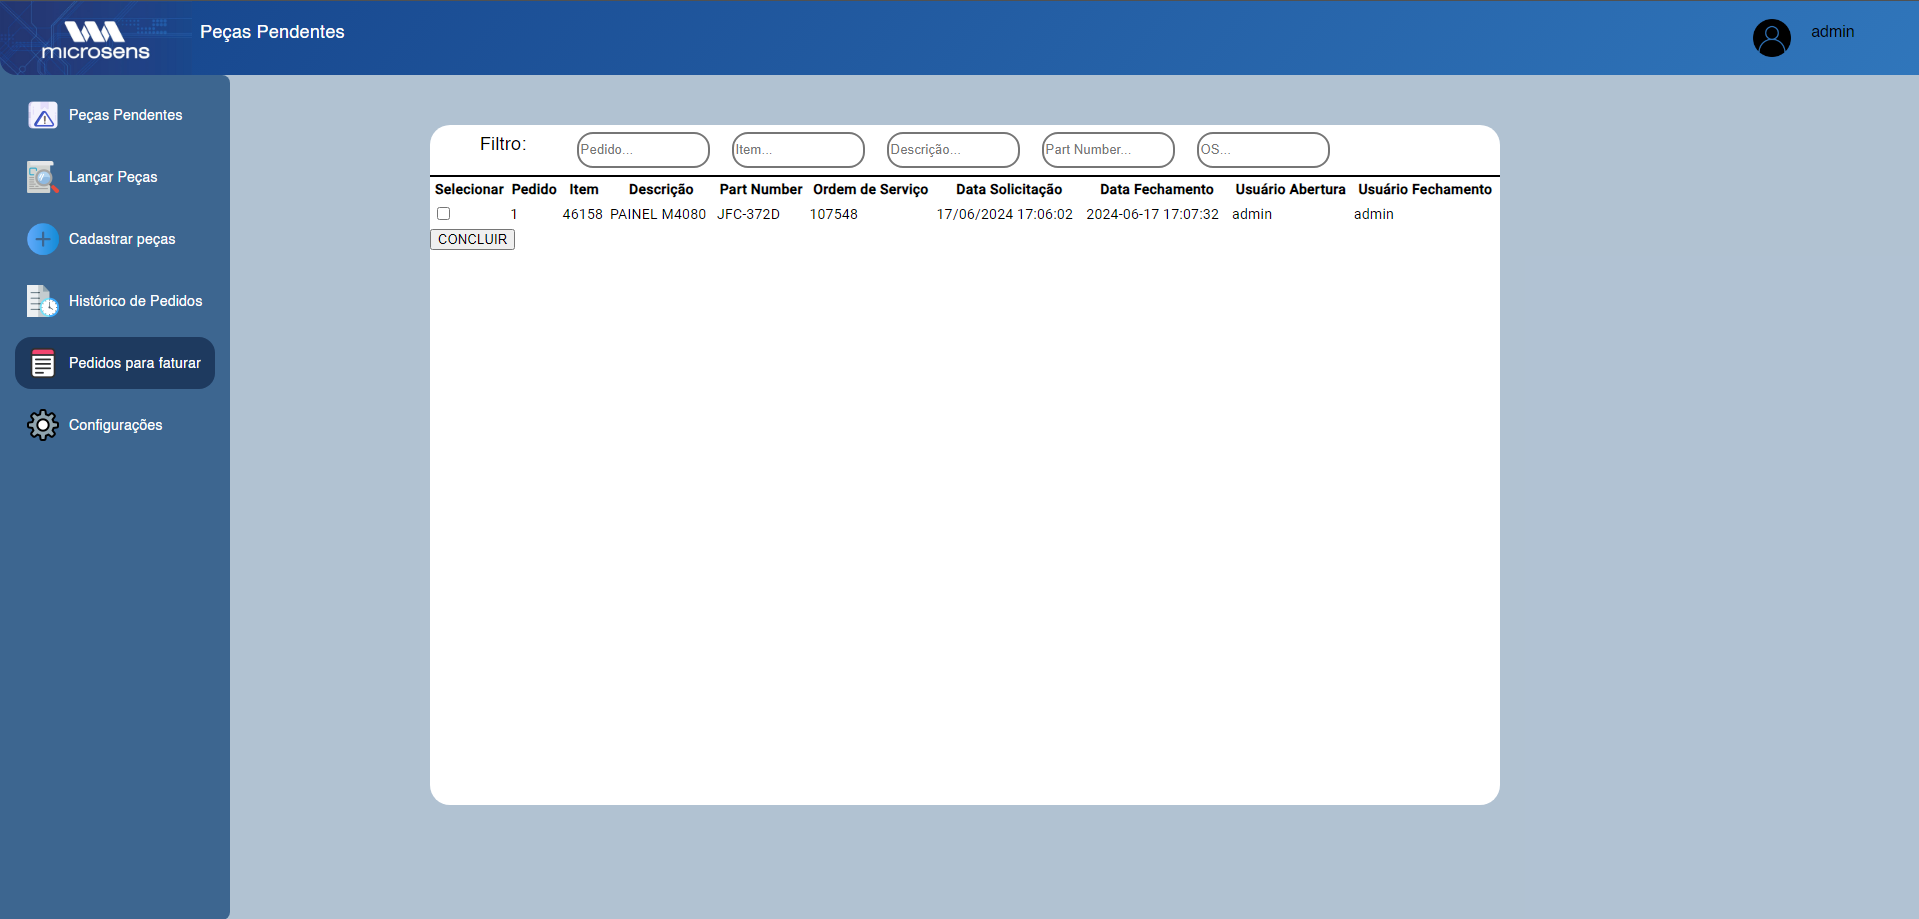 microsens
Peças Pendentes
admin
Peças Pendentes
Lançar Peças
Cadastrar peças
Histórico de Pedidos
Pedidos para faturar
Configurações
Filtro: Pedido... Item... Descrição... Part Number... OS...
Selecionar Pedido Item Descrição Part Number Ordem de Serviço Data Solicitação Data Fechamento Usuário Abertura Usuário Fechamento
1 46158 PAINEL M4080 JFC-372D 107548 17/06/2024 17:06:02 2024-06-17 17:07:32 admin admin
CONCLUIR